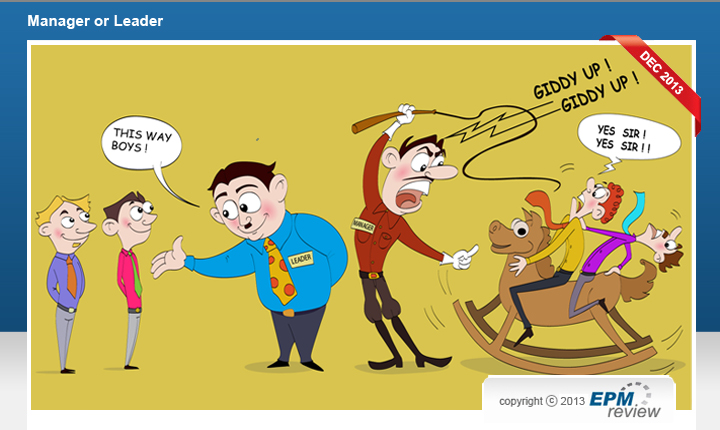 Manager or Leader
DEC 2013
THIS WAY
BOYS !
GIDDY UP !
GIDDY UP !
YES SIR !
YES SIR ! !
LEADER
MANAGER
copyright © 2013 EPM
review